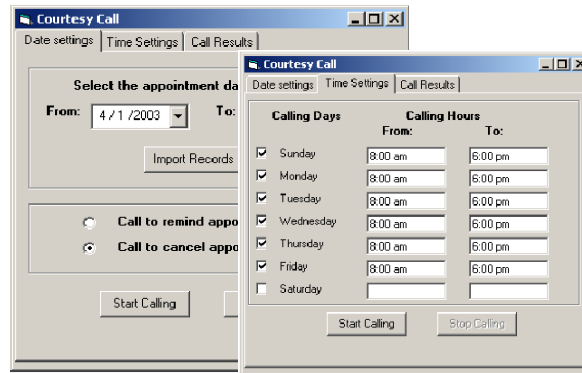 Courtesy Call
Date settings Time Settings Call Results
Select the appointment da
From: 4 / 1 /2003 To:
Import Records
Call to remind appo
Call to cancel appo
Start Calling
Courtesy Call
Date settings Time Settings Call Results
Calling Days Calling Hours
From: To:
Sunday 8:00 am 6:00 pm
Monday 8:00 am 6:00 pm
Tuesday 8:00 am 6:00 pm
Wednesday 8:00 am 6:00 pm
Thursday 8:00 am 6:00 pm
Friday 8:00 am 6:00 pm
Saturday
Start Calling Stop Calling